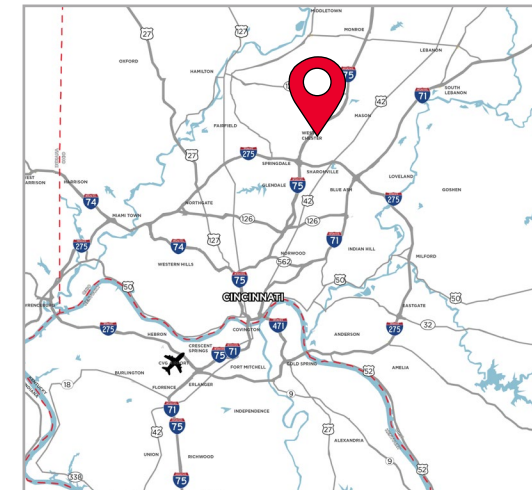 MIDDLETOWN
27
127
MONROE
LEBANON
OXFORD
HAMILTON
75
SOUTH
LEBANON
71
42
MASON
FAIRFIELD
WEST
CHESTER
275
SPRINGDALE
SHARONVILLE
27
GLENDALE
75
BLUE ASH
LOVELAND
GOSHEN
HARRISON
74
42
275
NORTHGATE
MIAMI TOWN
126
126
127
71
INDIAN HILL
275
74
NORWOOD
562
MILFORD
WESTERN HILLS
75
50
50
50
CINCINNATI
EASTGATE
275
HEBRON
COVINGTON
471
ANDERSON
275
32
CRESCENT
SPRINGS
75
71
FORT MITCHELL
COLD SPRING
52
AMELIA
18
BURLINGTON
FLORENCE
ERLANGER
9
71
INDEPENDENCE
42
75
27
ALEXANDRIA
UNION
RICHWOOD
9
338
75
52